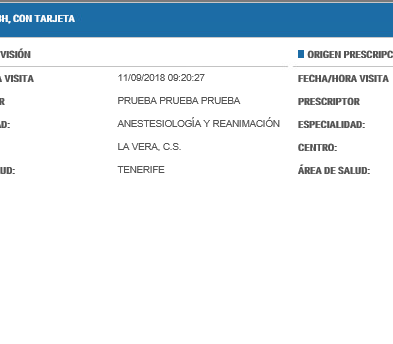 H, CON TARJETA
VISIÓN
ORIGEN PRESCRIPC
VISITA 11/09/2018 09:20:27 FECHA/HORA VISITA
R PRUEBA PRUEBA PRUEBA PRESCRIPTOR
AD: ANESTESIOLOGÍA Y REANIMACIÓN ESPECIALIDAD:
LA VERA, C.S. CENTRO:
UD: TENERIFE ÁREA DE SALUD: